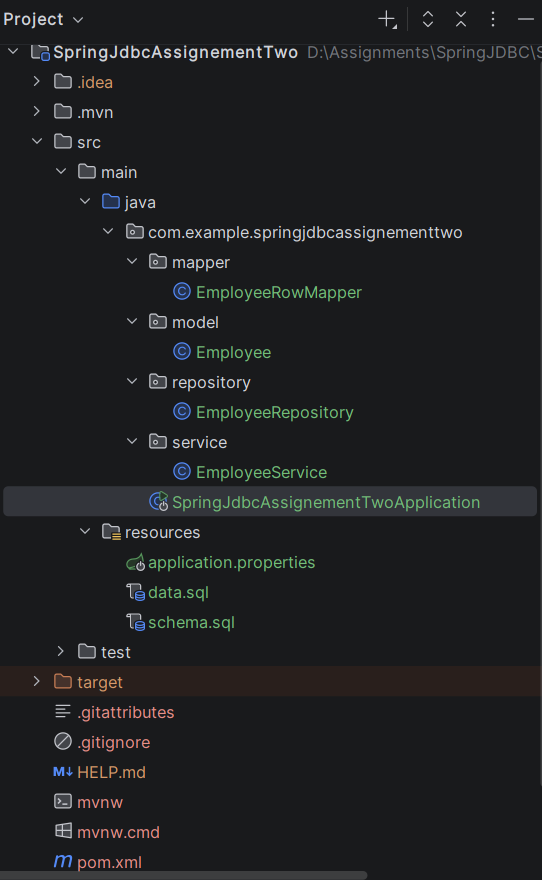 Project
SpringJdbcAssignementTwo D:\Assignments\SpringJDBC\S
.idea
.mvn
src
main
java
com.example.springjdbcassignementtwo
mapper
EmployeeRowMapper
model
Employee
repository
EmployeeRepository
service
EmployeeService
SpringJdbcAssignementTwoApplication
resources
application.properties
data.sql
schema.sql
test
target
.gitattributes
.gitignore
HELP.md
mvnw
mvnw.cmd
pom.xml